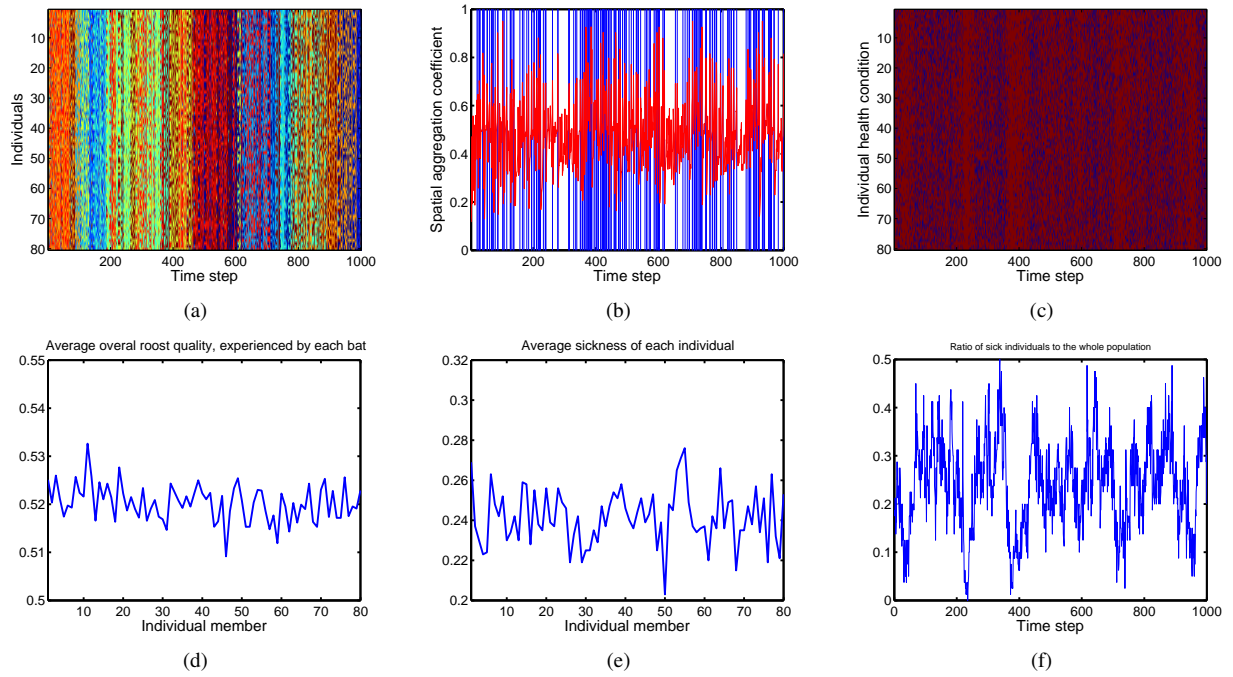 10
20
30
40
50
60
70
80
Individuals
200 400 600 800 1000
Time step
(a)
1
0.8
0.6
0.4
0.2
0
Spatial aggregation coefficient
200 400 600 800 1000
Time step
(b)
10
20
30
40
50
60
70
80
Individual health condition
200 400 600 800 1000
Time step
(c)
Average overal roost quality, experienced by each bat
0.55
0.54
0.53
0.52
0.51
0.5
10 20 30 40 50 60 70 80
Individual member
(d)
Average sickness of each individual
0.32
0.3
0.28
0.26
0.24
0.22
0.2
10 20 30 40 50 60 70 80
Individual member
(e)
Ratio of sick individuals to the whole population
0.5
0.4
0.3
0.2
0.1
0
0 200 400 600 800 1000
Time step
(f)